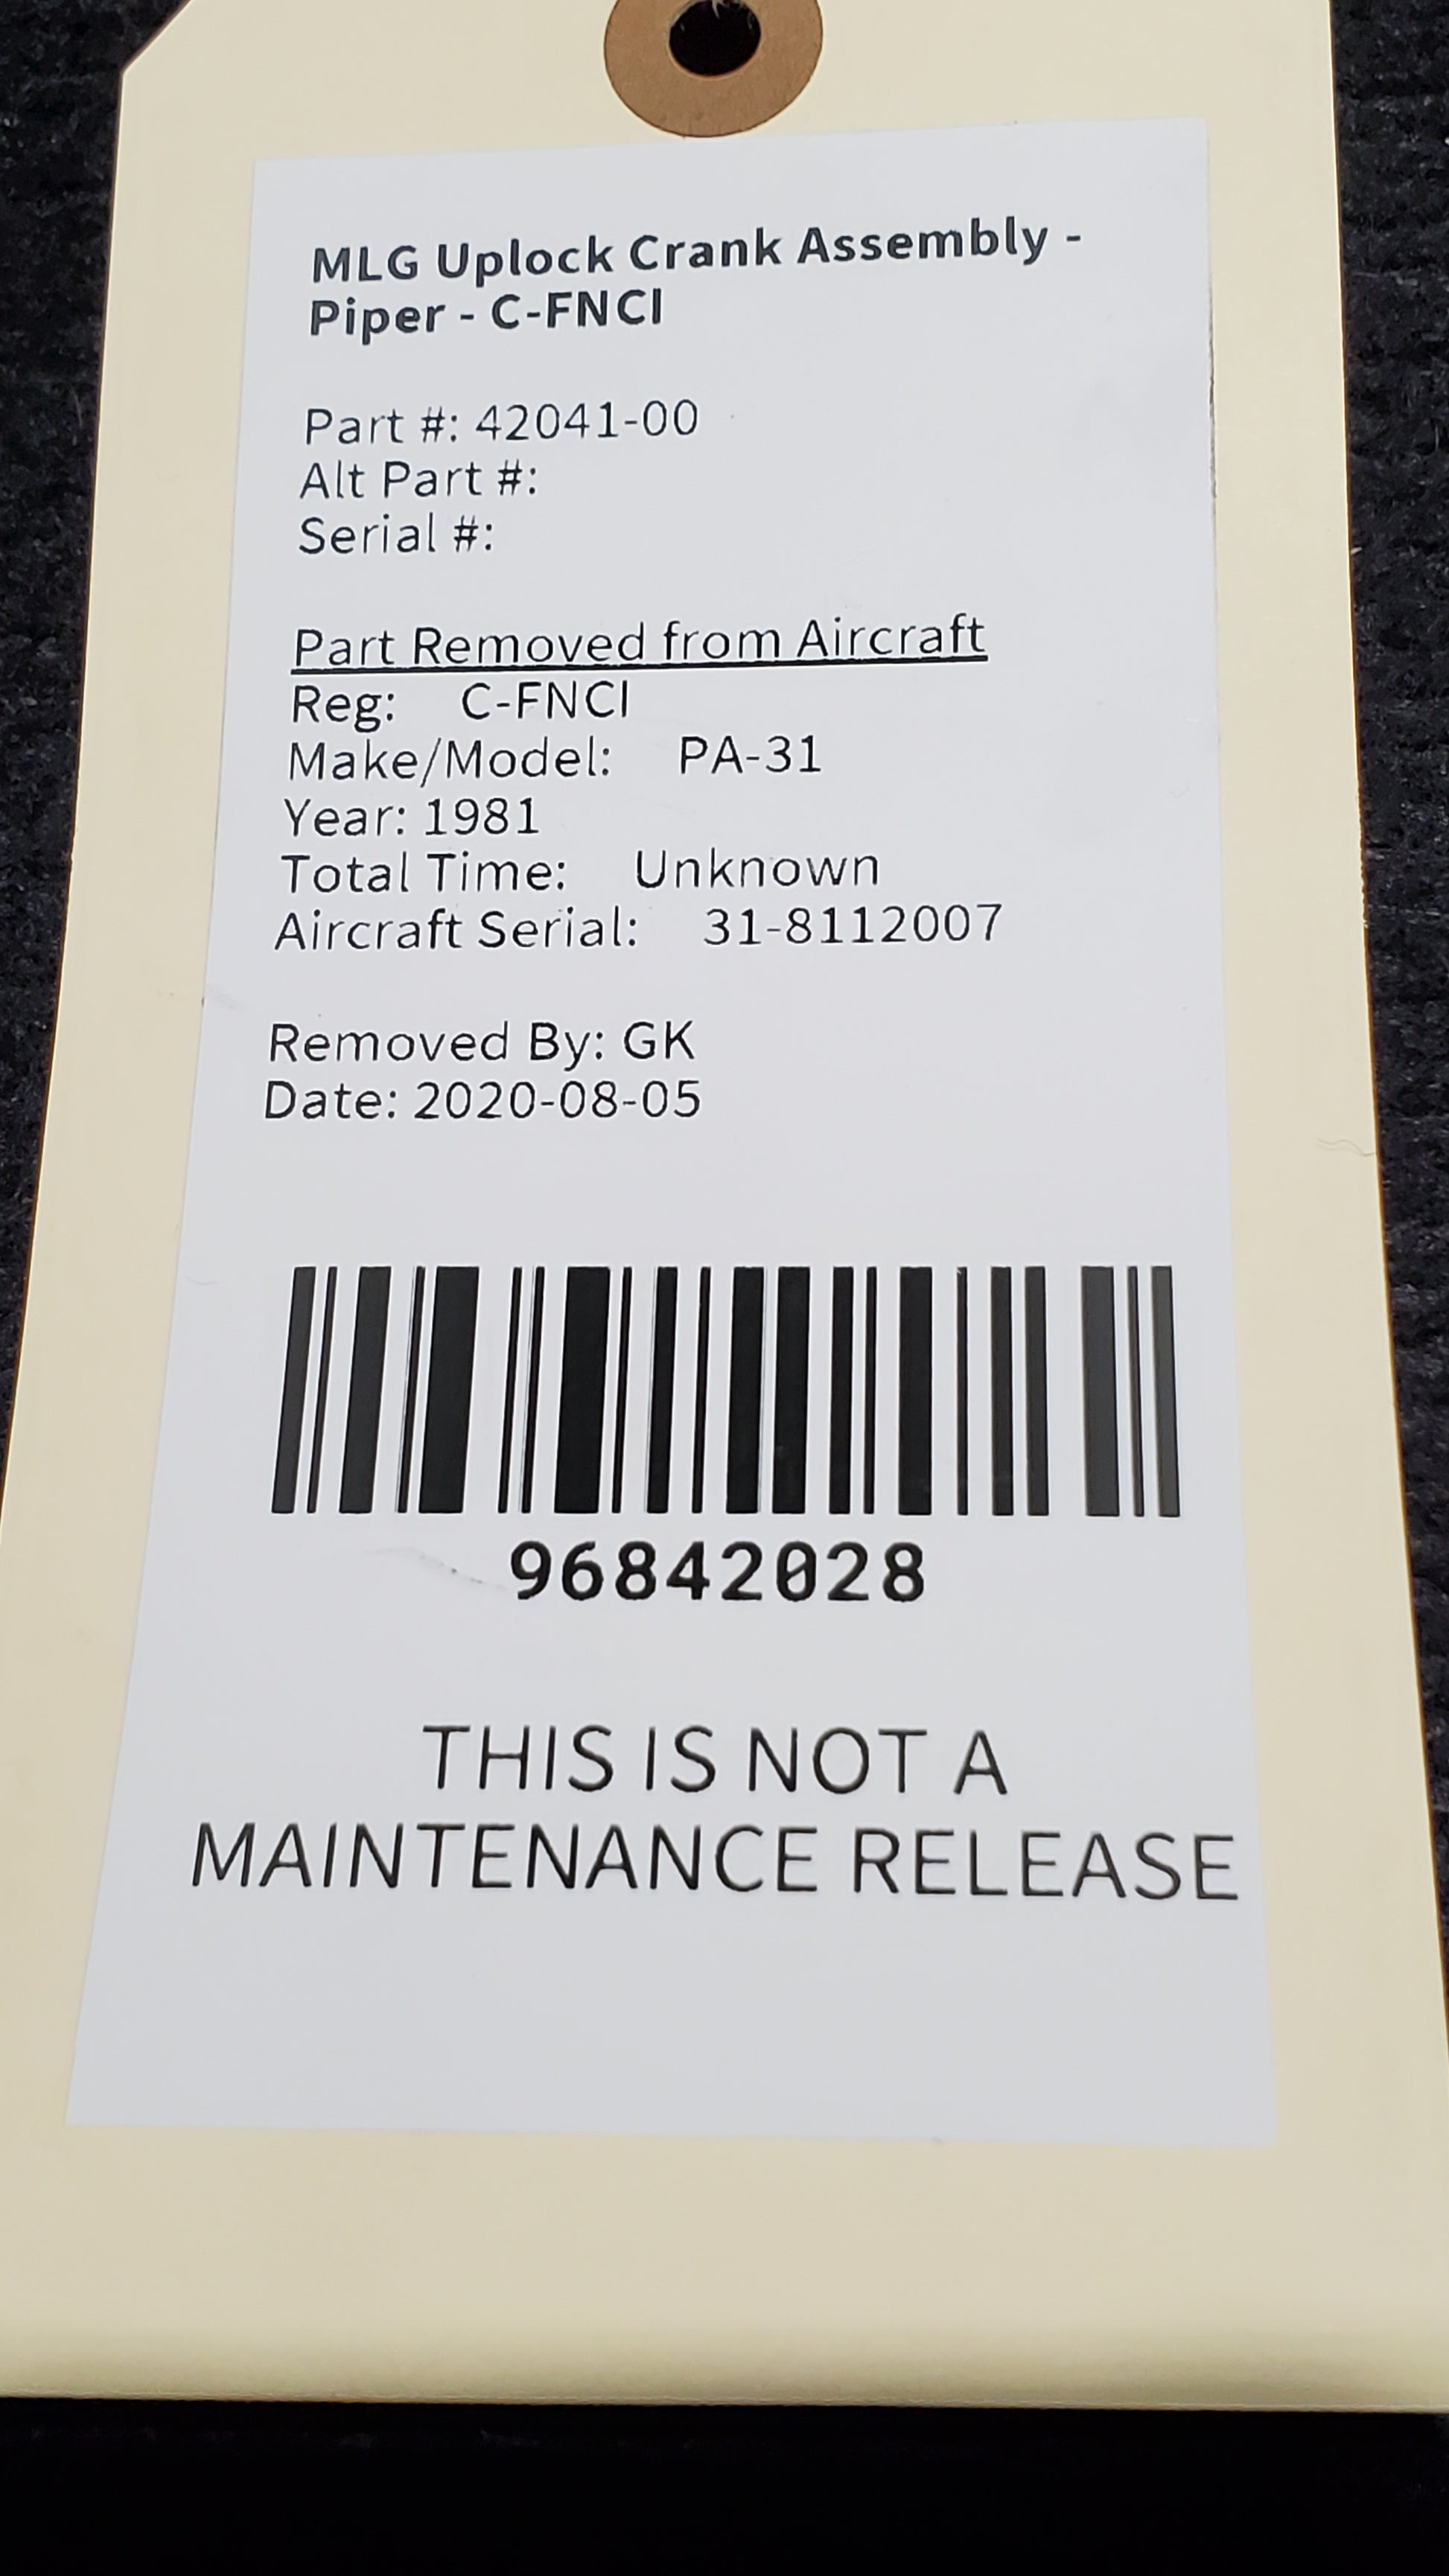 MLG Uplock Crank Assembly -
Piper - C-FNCI
Part #: 42041-00
Alt Part #:
Serial #:
Part Removed from Aircraft
Reg: C-FNCI
Make/Model: PA-31
Year: 1981
Total Time: Unknown
Aircraft Serial: 31-8112007
Removed By: GK
Date: 2020-08-05
96842028
THIS IS NOT A
MAINTENANCE RELEASE